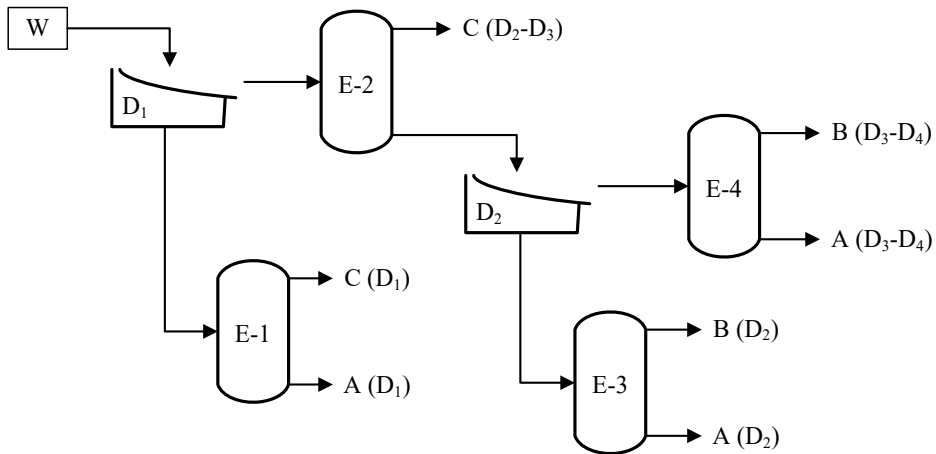 W
C (D₂-D₃)
E-2
D₁
B (D₃-D₄)
E-4
D₂
A (D₃-D₄)
C (D₁)
E-1
B (D₂)
A (D₁)
E-3
A (D₂)